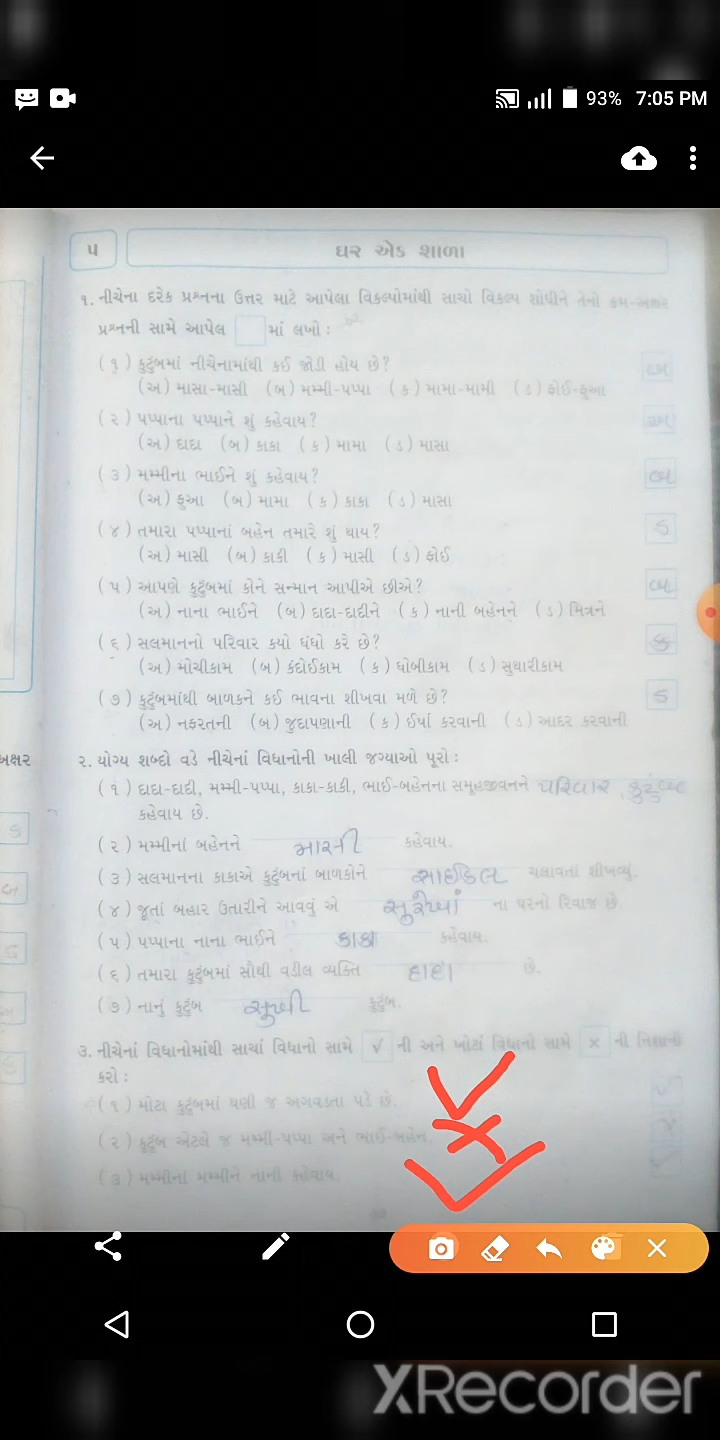 93% 7:05 PM
૫
ઘર એક શાળા
૧. નીચેના દરેક પ્રશ્નના ઉત્તર માટે આપેલા વિકલ્પોમાંથી સાચો વિકલ્પ શોધીને તેનો ક્રમ-અક્ષર
પ્રશ્નની સામે આપેલ માં લખો :
(૧) કુટુંબમાં નીચેનામાંથી કઈ જોડી હોય છે?
(અ) માસા-માસી (બ) મમ્મી-પપ્પા (ક) મામા-મામી (ડ) ફોઈ-ફુઆ
(૨) પપ્પાના પપ્પાને શું કહેવાય?
(અ) દાદા (બ) કાકા (ક) મામા (ડ) માસા
(૩) મમ્મીના ભાઈને શું કહેવાય?
બ
(અ) ફુઆ (બ) મામા (ક) કાકા (ડ) માસા
(૪) તમારા પપ્પાનાં બહેન તમારે શું થાય?
ડ
(અ) માસી (બ) કાકી (ક) માસી (ડ) ફોઈ
(૫) આપણે કુટુંબમાં કોને સન્માન આપીએ છીએ?
બ
(અ) નાના ભાઈને (બ) દાદા-દાદીને (ક) નાની બહેનને (ડ) મિત્રને
(૬) સલમાનનો પરિવાર કયો ધંધો કરે છે?
ક
(અ) મોચીકામ (બ) કંદોઈકામ (ક) ધોબીકામ (ડ) સુથારીકામ
(૭) કુટુંબમાંથી બાળકને કઈ ભાવના શીખવા મળે છે?
ડ
(અ) નફરતની (બ) જુદાપણાની (ક) ઈર્ષા કરવાની (ડ) આદર કરવાની
અક્ષર
૨. યોગ્ય શબ્દો વડે નીચેનાં વિધાનોની ખાલી જગ્યાઓ પૂરો :
(૧) દાદા-દાદી, મમ્મી-પપ્પા, કાકા-કાકી, ભાઈ-બહેનના સમૂહજીવનને પરિવાર, કુટુંબ
કહેવાય છે.
(૨) મમ્મીનાં બહેનને માસી કહેવાય.
(૩) સલમાનના કાકાએ કુટુંબનાં બાળકોને સાઈકિલ ચલાવતાં શીખવ્યું.
(૪) જૂતાં બહાર ઉતારીને આવવું એ ના ઘરનો રિવાજ છે.
(૫) પપ્પાના નાના ભાઈને કાકા કહેવાય.
(૬) તમારા કુટુંબમાં સૌથી વડીલ વ્યક્તિ દાદા છે.
(૭) નાનું કુટુંબ સુખી કુટુંબ.
૩. નીચેનાં વિધાનોમાંથી સાચાં વિધાનો સામે ✓ ની અને ખોટાં વિધાનો સામે × ની નિશાની
કરો :
(૧) મોટા કુટુંબમાં ઘણી જ અગવડતા પડે છે. ✓
(૨) કુટુંબ એટલે જ મમ્મી-પપ્પા અને ભાઈ-બહેન. ×
(૩) મમ્મીનાં મમ્મીને નાની કહેવાય. ✓
XRecorder